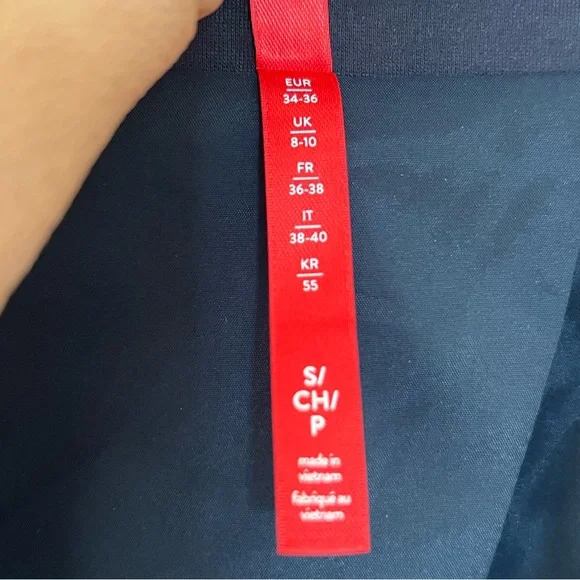 EUR
34-36
UK
8-10
FR
36-38
IT
38-40
KR
55
S/
CH/
P
made in
vietnam
fabriqué au
vietnam